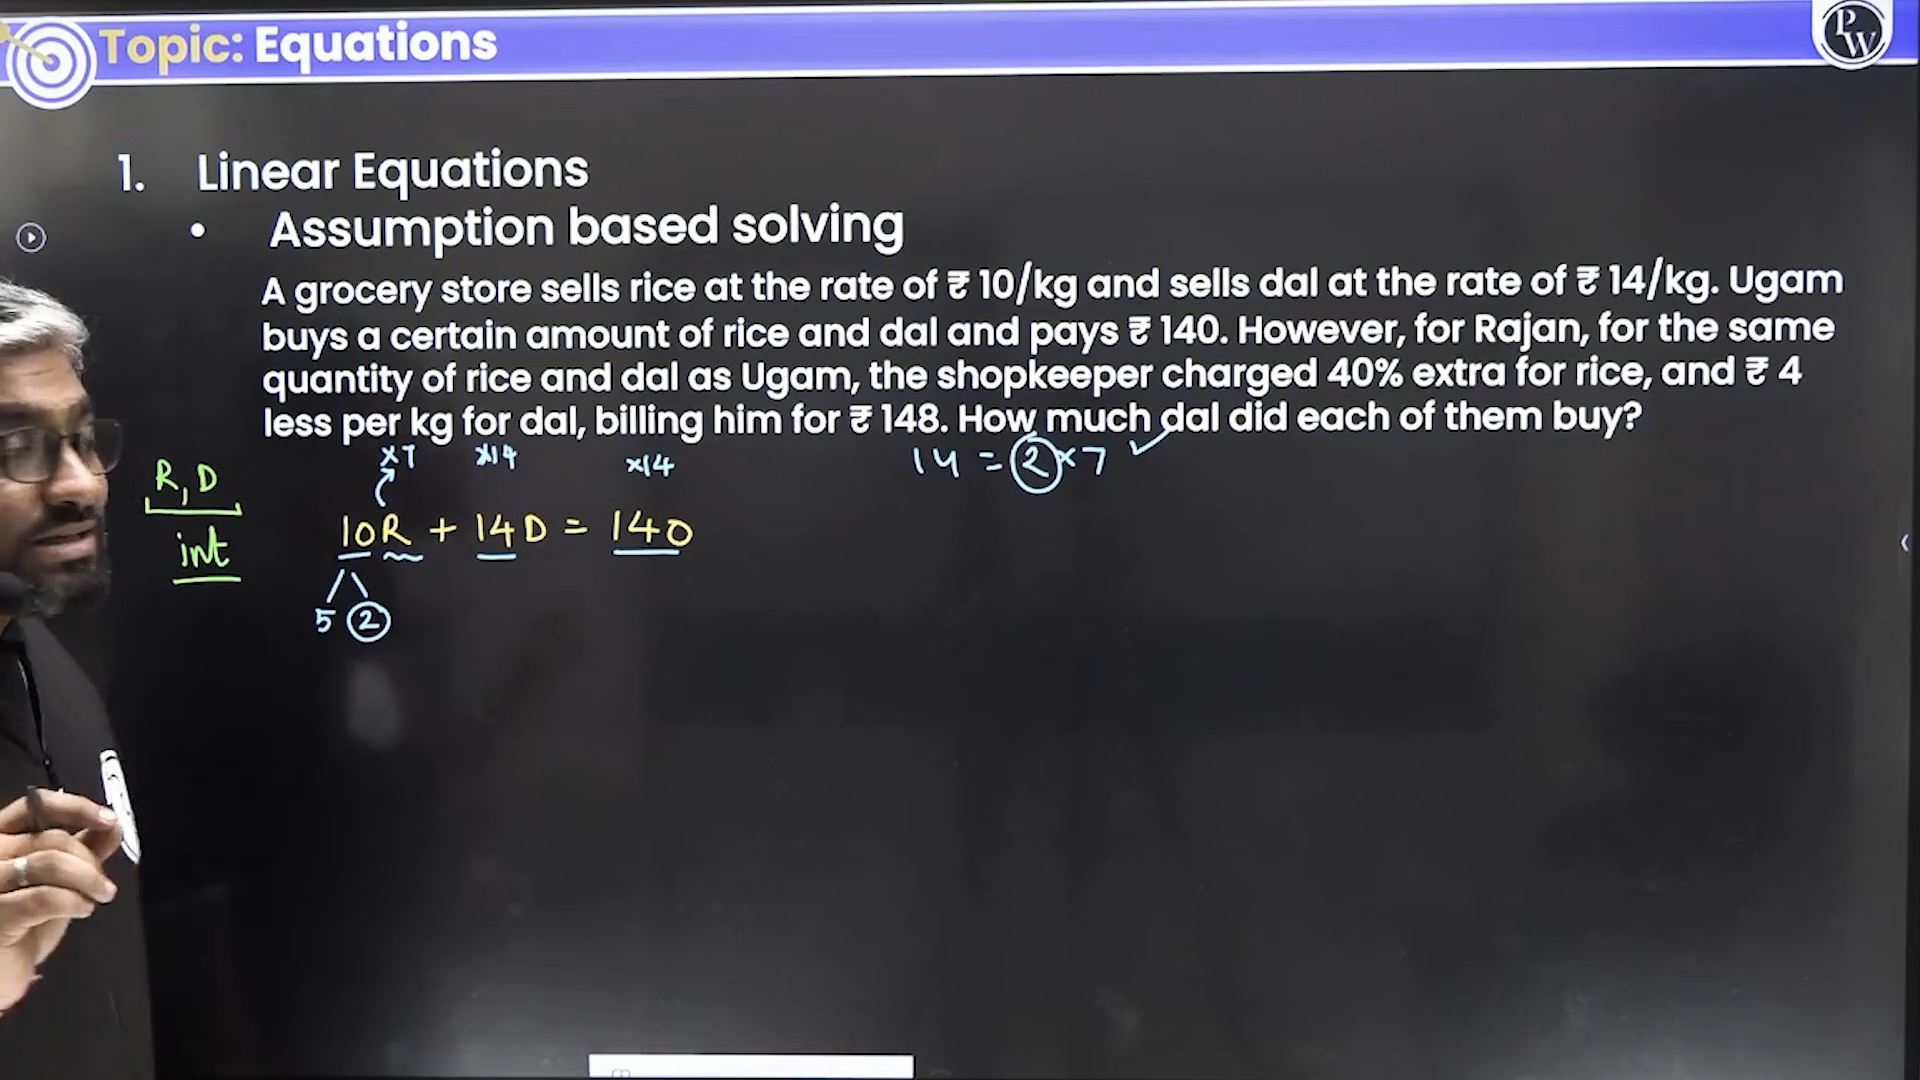 Topic: Equations
PW
1. Linear Equations
• Assumption based solving
A grocery store sells rice at the rate of ₹ 10/kg and sells dal at the rate of ₹ 14/kg. Ugam
buys a certain amount of rice and dal and pays ₹ 140. However, for Rajan, for the same
quantity of rice and dal as Ugam, the shopkeeper charged 40% extra for rice, and ₹ 4
less per kg for dal, billing him for ₹ 148. How much dal did each of them buy?
×7 ×14 ×14 14 = 2 × 7 ✓
R, D
10R + 14D = 140
int
5 2